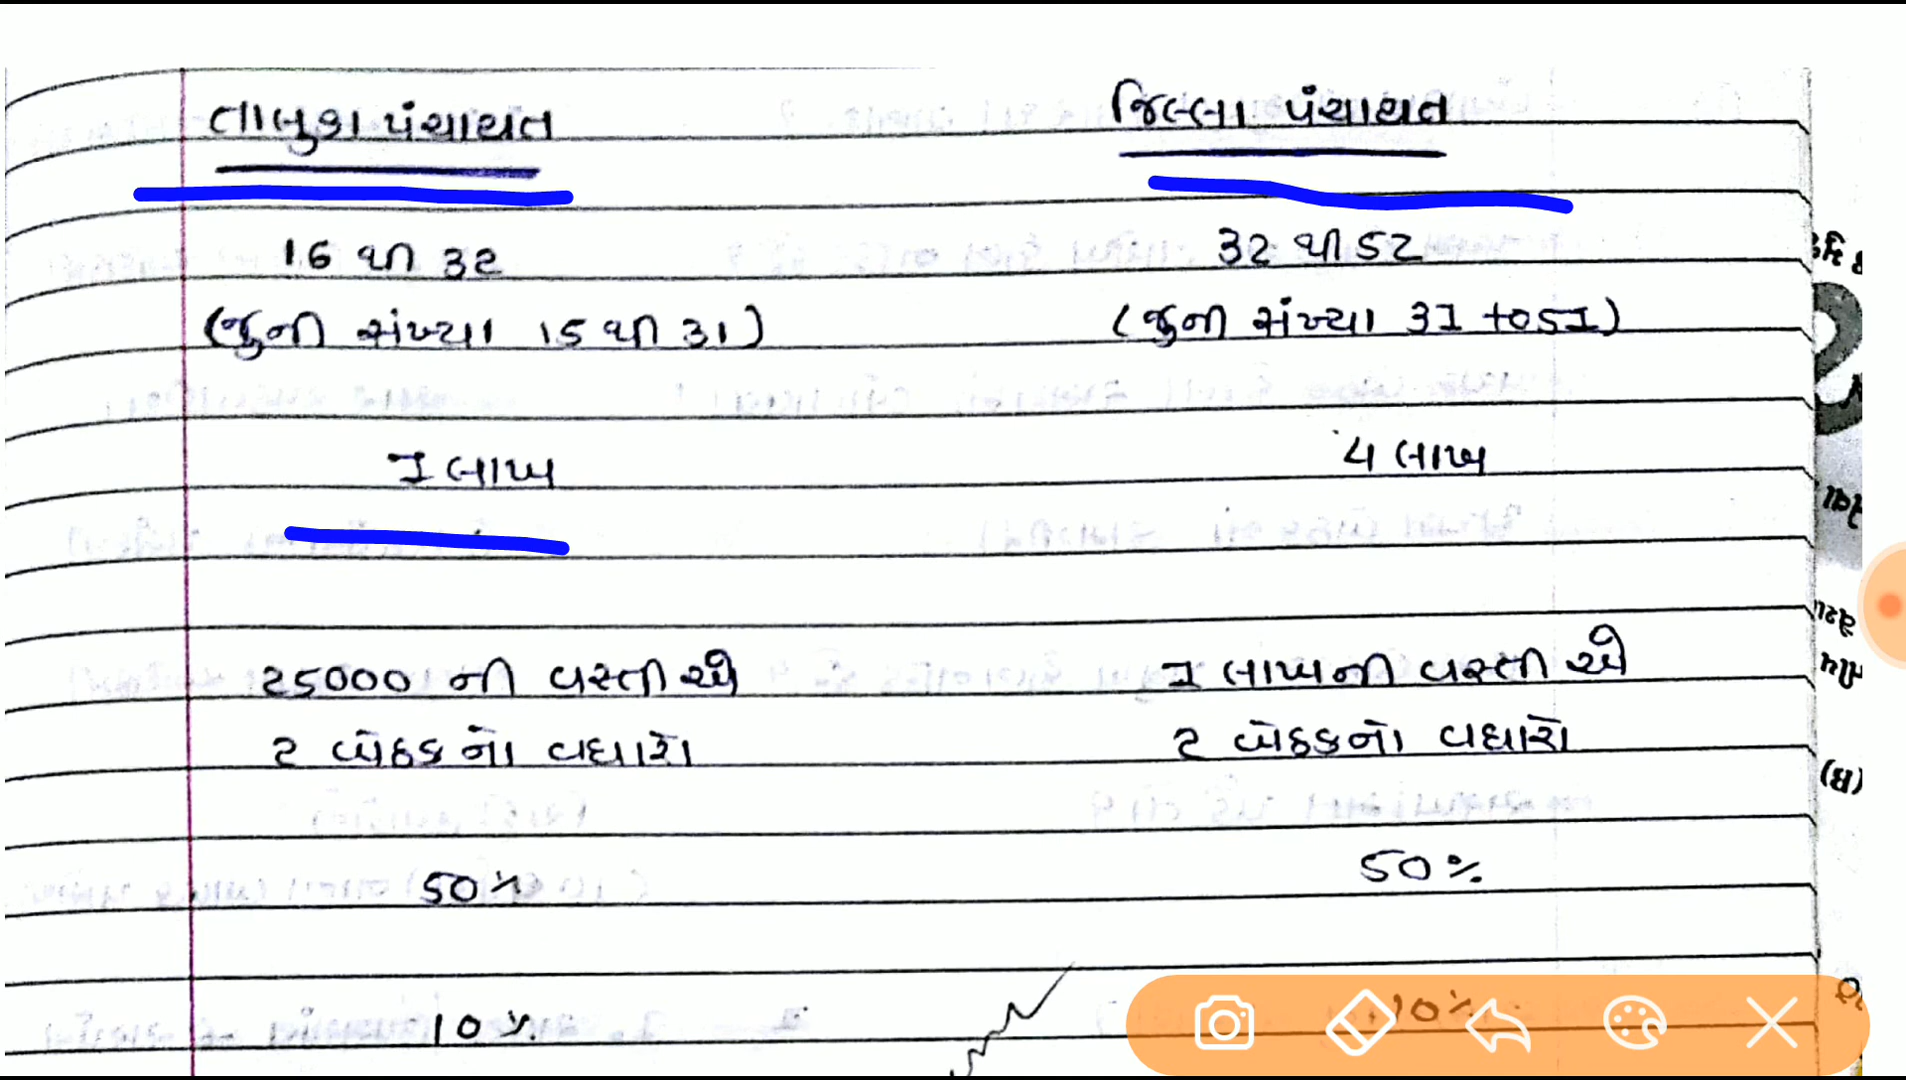 તાલુકા પંચાયત
જિલ્લા પંચાયત
16 થી 32
32 થી 52
(જુની સંખ્યા 15 થી 31)
(જુની સંખ્યા 31 to 51)
1 લાખ
4 લાખ
25000 ની વસ્તીએ
1 લાખની વસ્તીએ
2 બેઠકનો વધારો
2 બેઠકનો વધારો
(B)
50%
50%
10%
10%